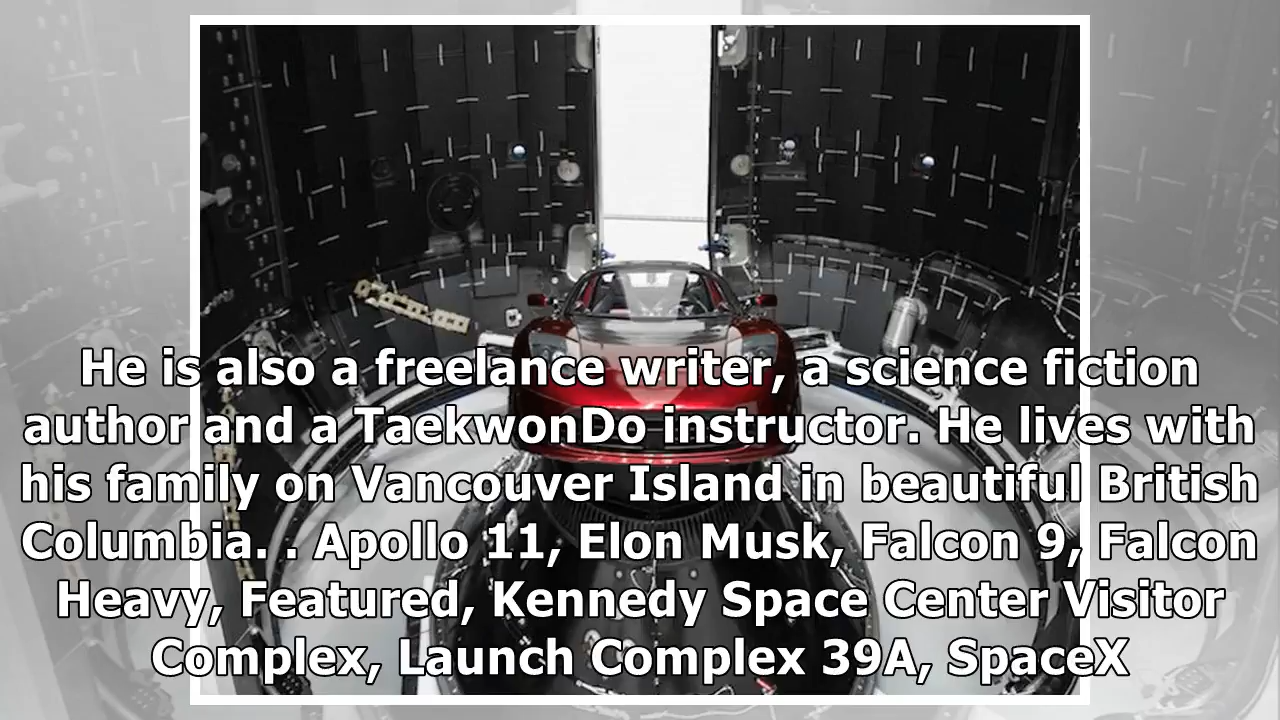 He is also a freelance writer, a science fiction
author and a TaekwonDo instructor. He lives with
his family on Vancouver Island in beautiful British
Columbia. . Apollo 11, Elon Musk, Falcon 9, Falcon
Heavy, Featured, Kennedy Space Center Visitor
Complex, Launch Complex 39A, SpaceX